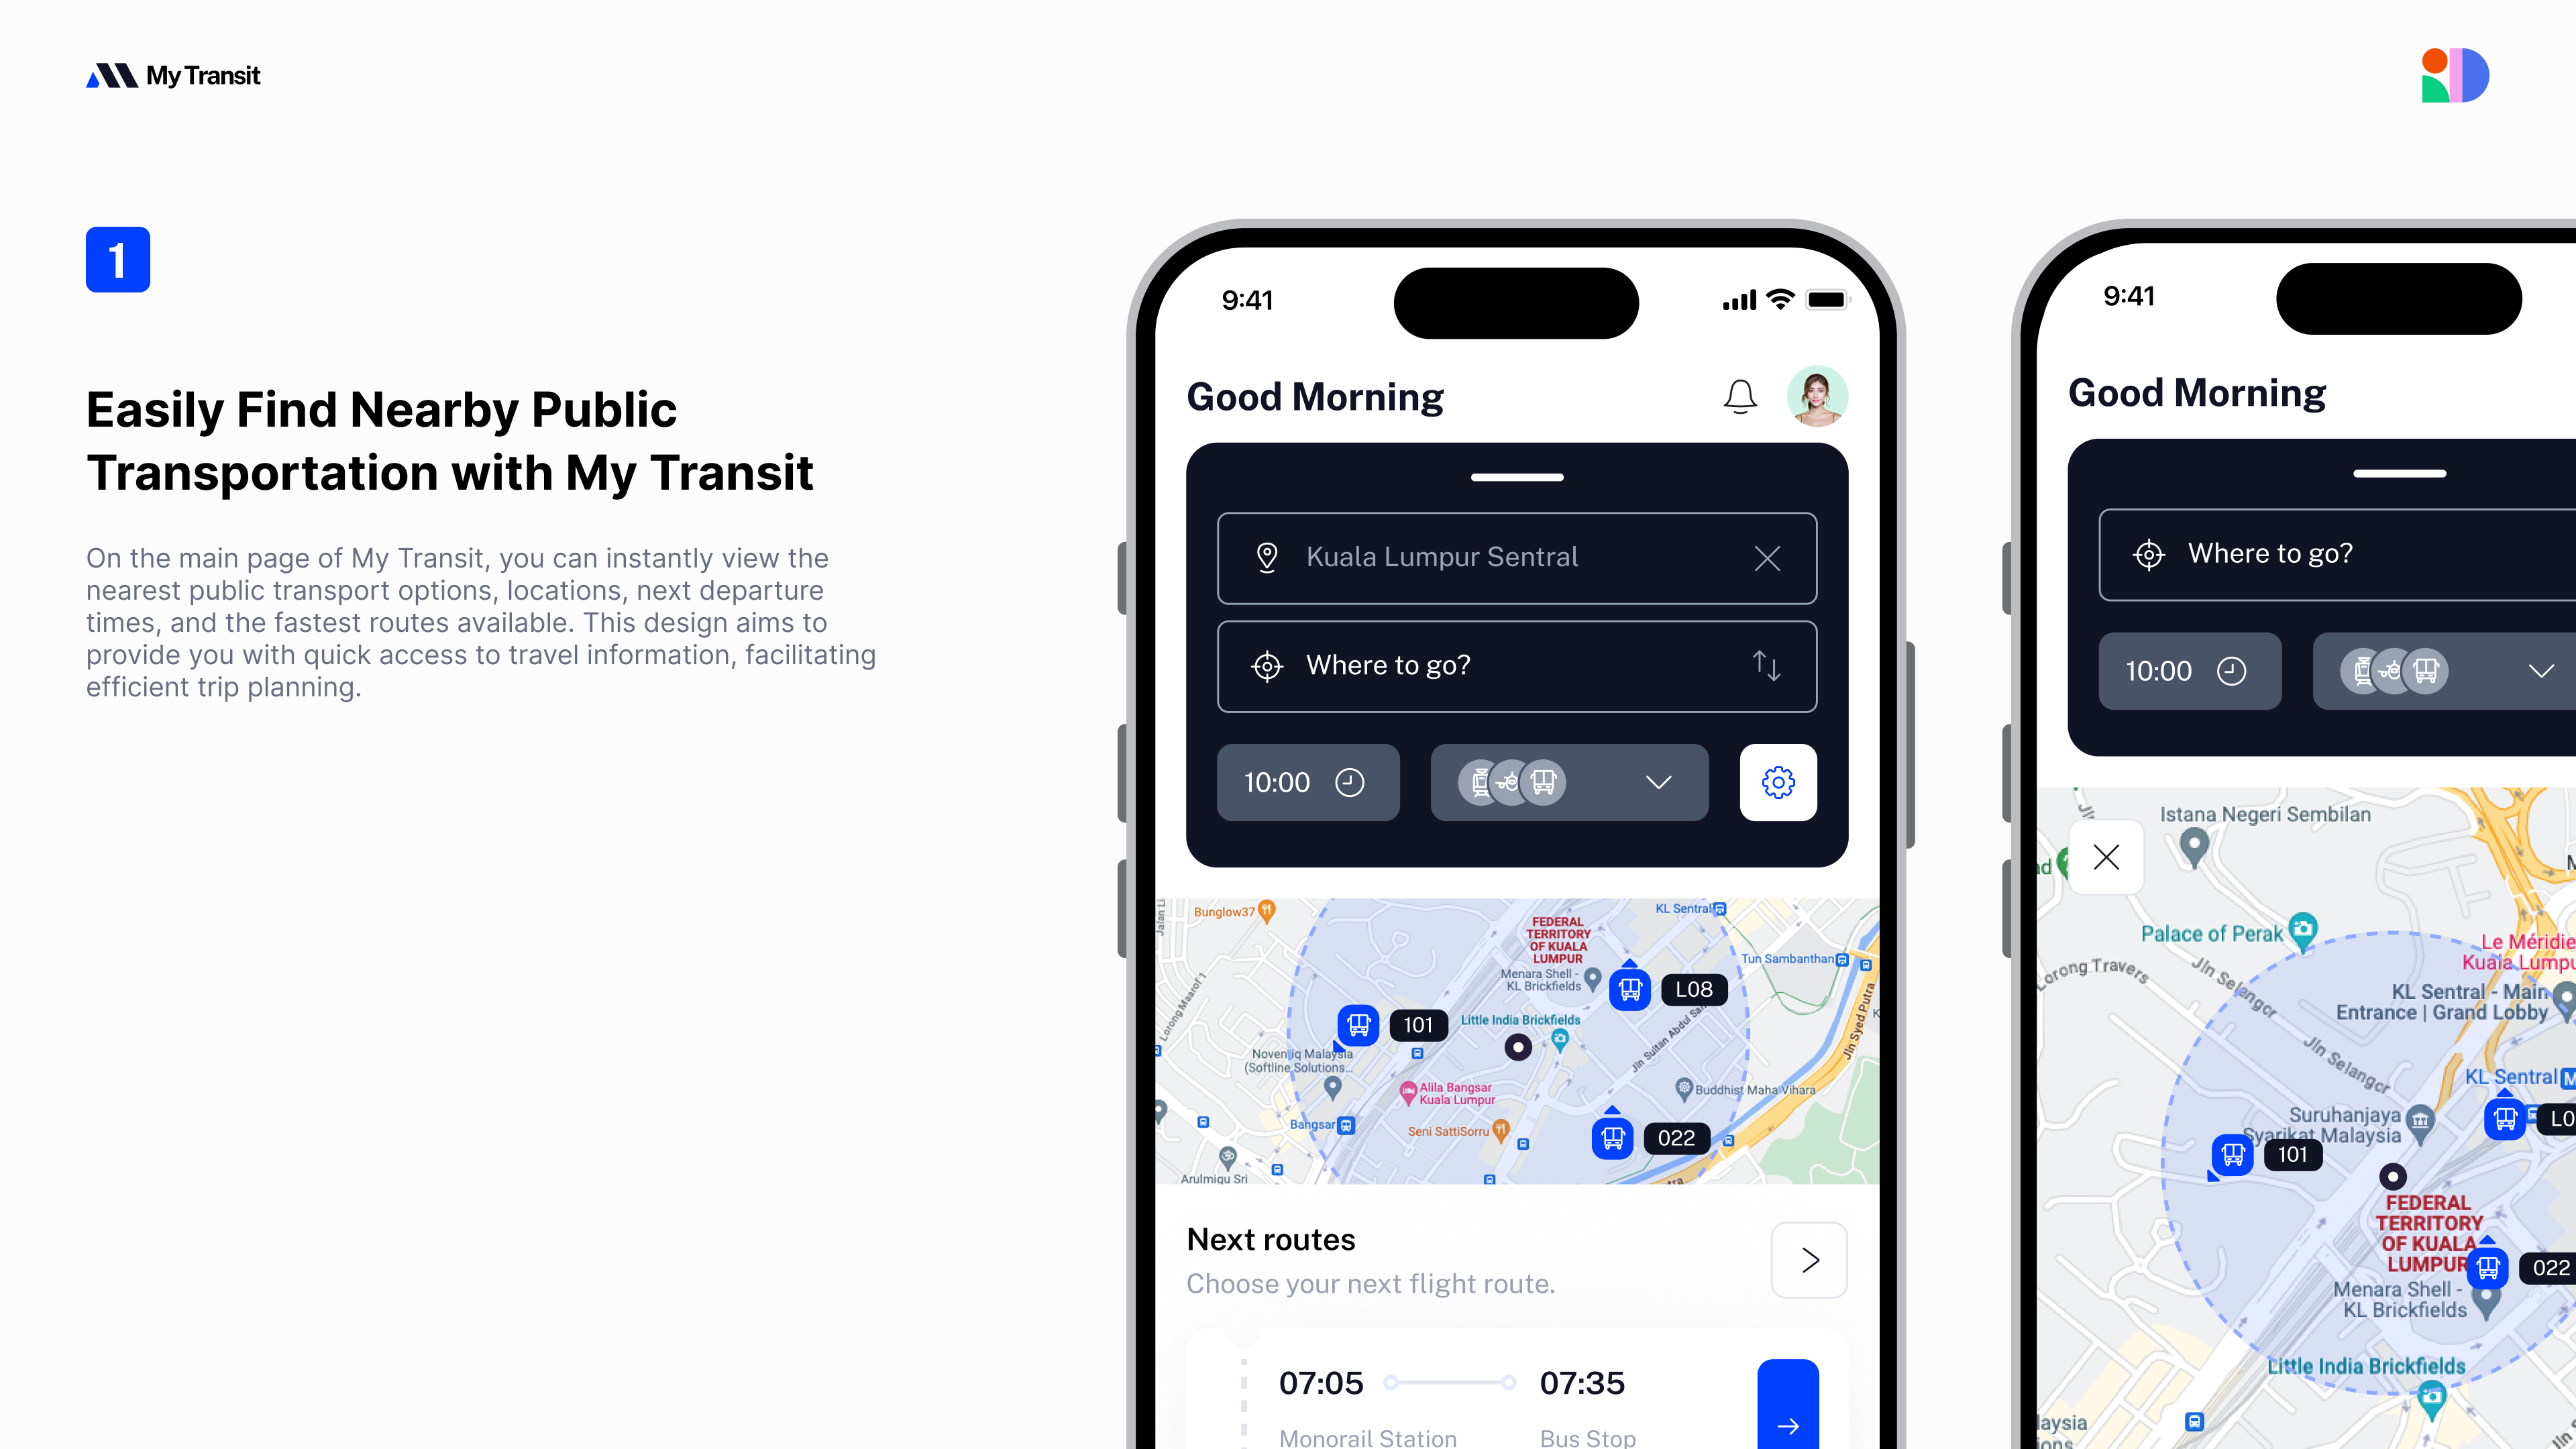 My Transit
1
Easily Find Nearby Public
Transportation with My Transit
On the main page of My Transit, you can instantly view the
nearest public transport options, locations, next departure
times, and the fastest routes available. This design aims to
provide you with quick access to travel information, facilitating
efficient trip planning.
9:41
Good Morning
Kuala Lumpur Sentral
Where to go?
10:00
Bunglow37
KL Sentral
FEDERAL
TERRITORY
OF KUALA
LUMPUR
Tun Sambanthan
Menara Shell -
KL Brickfields
L08
101
Little India Brickfields
Lorong Maarof 1
Jln Syed Putra
Novent
Malaysia
(Softline Solutions...
Alila Bangsar
Kuala Lumpur
Buddhist Maha Vihara
Bangsar
Seni SattiSorru
022
Arulmigu Sri
Next routes
Choose your next flight route.
07:05
07:35
Monorail Station
Bus Stop
9:41
Good Morning
Where to go?
10:00
Istana Negeri Sembilan
Palace of Perak
Le Méridie
Kuala Lumpu
Lorong Travers
Jln Selangor
KL Sentral - Main
Entrance | Grand Lobby
Jln Selangor
KL Sentral
Suruhanjaya
Syarikat Malaysia
L0
101
FEDERAL
TERRITORY
OF KUALA
LUMPUR
022
Menara Shell -
KL Brickfields
Little India Brickfields
laysia